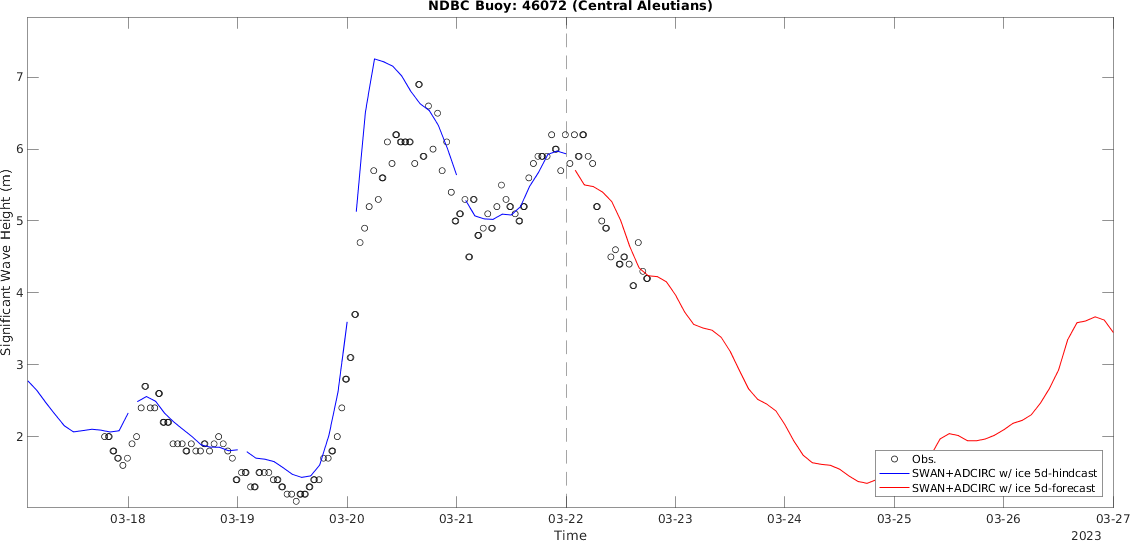 NDBC Buoy: 46072 (Central Aleutians)
Significant Wave Height (m)
7
6
5
4
3
2
Obs.
SWAN+ADCIRC w/ ice 5d-hindcast
SWAN+ADCIRC w/ ice 5d-forecast
03-18 03-19 03-20 03-21 03-22 03-23 03-24 03-25 03-26 03-27
Time
2023